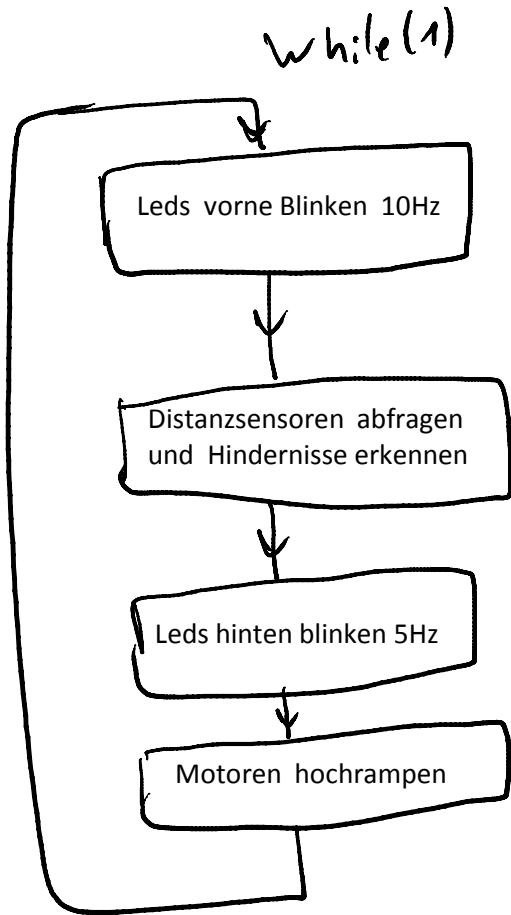 while(1)
Leds vorne Blinken 10Hz
Distanzsensoren abfragen
und Hindernisse erkennen
Leds hinten blinken 5Hz
Motoren hochrampen